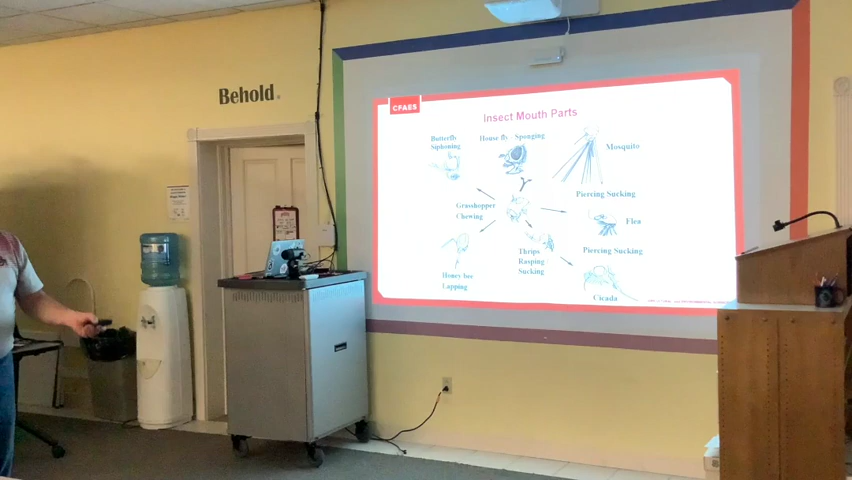 Behold.
CFAES
Insect Mouth Parts
Butterfly
Siphoning
House fly - Sponging
Mosquito
Piercing Sucking
Grasshopper
Chewing
Flea
Thrips
Rasping
Sucking
Piercing Sucking
Honey bee
Lapping
Cicada